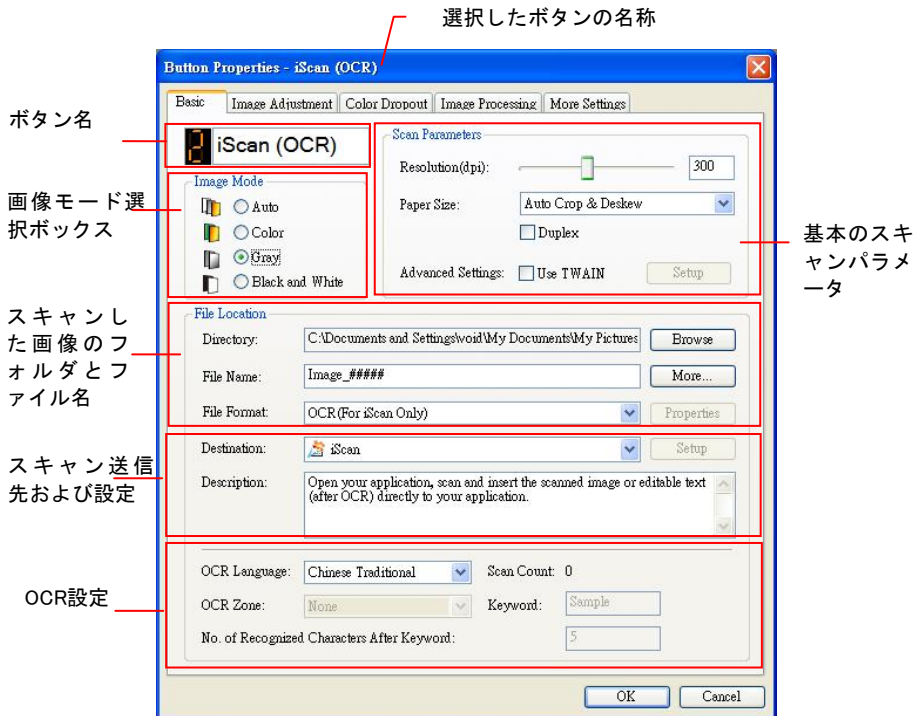 選択したボタンの名称
Button Properties - iScan (OCR)
Basic Image Adjustment Color Dropout Image Processing More Settings
ボタン名
2 iScan (OCR)
Scan Parameters
Resolution(dpi): 300
Paper Size: Auto Crop & Deskew
Duplex
Advanced Settings: Use TWAIN Setup
基本のスキ
ャンパラメ
ータ
画像モード選
択ボックス
Image Mode
Auto
Color
Gray
Black and White
スキャンし
た画像のフ
ォルダとフ
ァイル名
File Location
Directory: C:\Documents and Settings\void\My Documents\My Pictures Browse
File Name: Image_##### More...
File Format: OCR(For iScan Only) Properties
スキャン送信
先および設定
Destination: iScan Setup
Description: Open your application, scan and insert the scanned image or editable text
(after OCR) directly to your application.
OCR設定
OCR Language: Chinese Traditional Scan Count: 0
OCR Zone: None Keyword: Sample
No. of Recognized Characters After Keyword: 5
OK Cancel